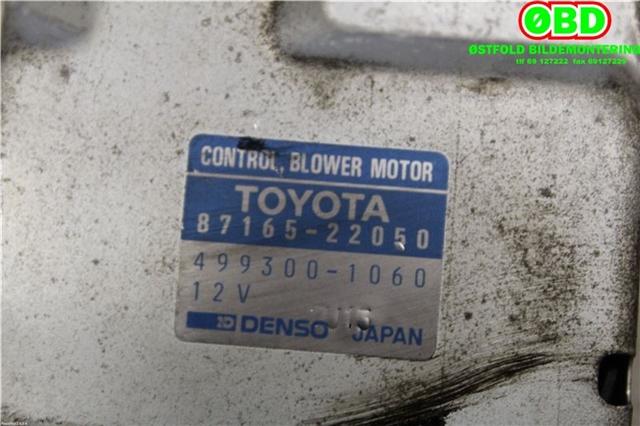 ØBD
ØSTFOLD BILDEMONTERING
tlf 69 127222 fax 69127229
CONTROL, BLOWER MOTOR
TOYOTA
87165-22050
499300-1060
12V
DENSO JAPAN